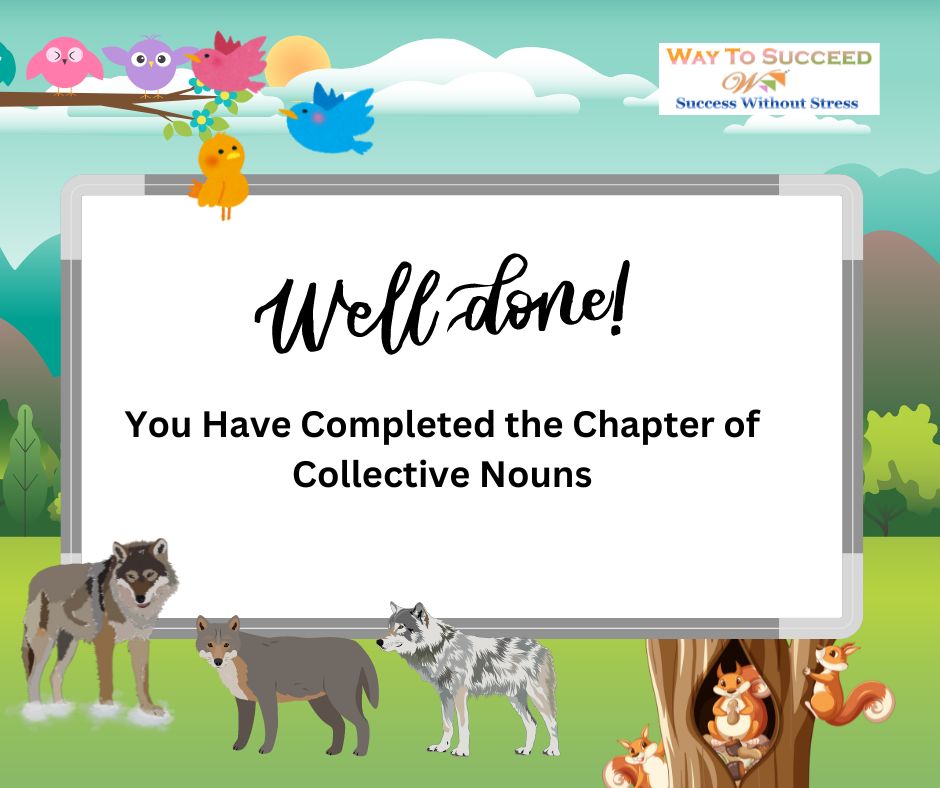 WAY TO SUCCEED
SUCCESS WITHOUT STRESS
Well done!
You Have Completed the Chapter of
Collective Nouns